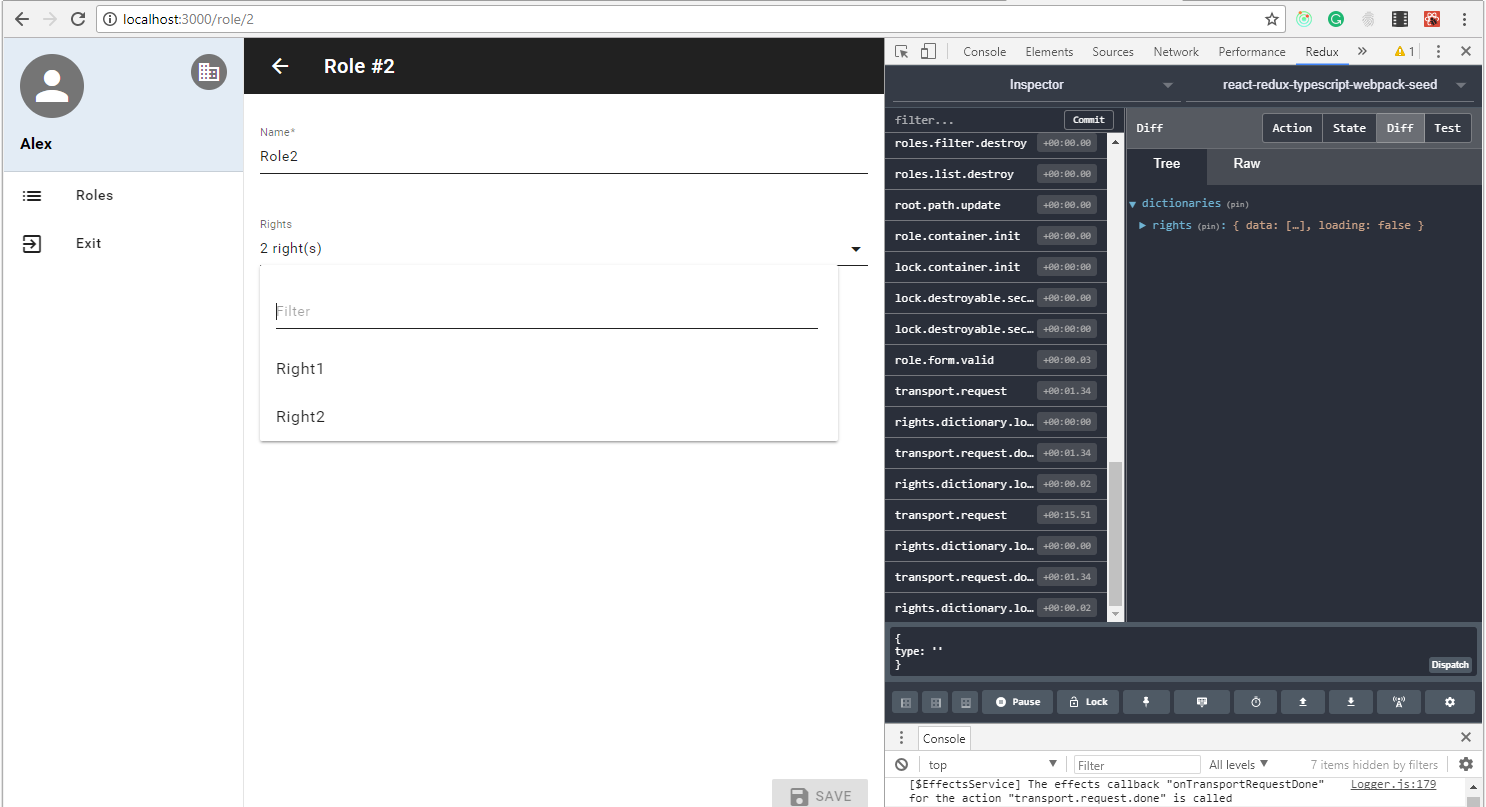 localhost:3000/role/2
Alex
Roles
Exit
Role #2
Name*
Role2
Rights
2 right(s)
Filter
Right1
Right2
SAVE
Console Elements Sources Network Performance Redux » 1
Inspector react-redux-typescript-webpack-seed
filter... Commit
roles.filter.destroy +00:00.00
roles.list.destroy +00:00.00
root.path.update +00:00.00
role.container.init +00:00.00
lock.container.init +00:00:00
lock.destroyable.sec… +00:00.00
lock.destroyable.sec… +00:00:00
role.form.valid +00:00.03
transport.request +00:01.34
rights.dictionary.lo… +00:00:00
transport.request.do… +00:01.34
rights.dictionary.lo… +00:00.02
transport.request +00:15.51
rights.dictionary.lo… +00:00.00
transport.request.do… +00:01.34
rights.dictionary.lo… +00:00.02
Diff Action State Diff Test
Tree Raw
dictionaries (pin)
rights (pin): { data: […], loading: false }
{
type: ''
}
Dispatch
Pause Lock
Console
top Filter All levels 7 items hidden by filters
[$EffectsService] The effects callback "onTransportRequestDone" Logger.js:179
for the action "transport.request.done" is called